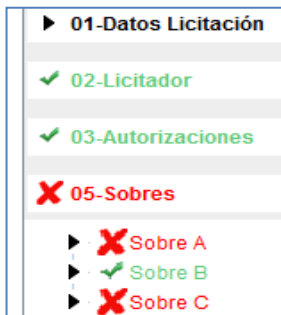 01-Datos Licitación
02-Licitador
03-Autorizaciones
05-Sobres
Sobre A
Sobre B
Sobre C